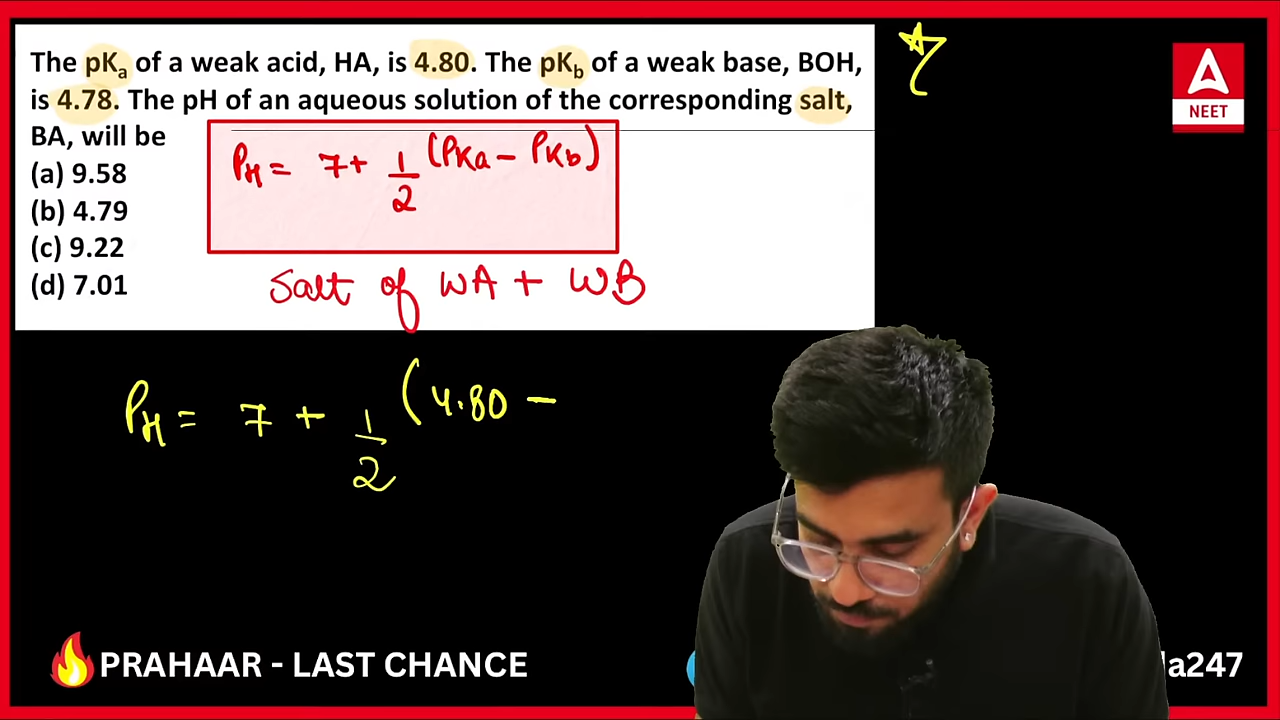 The pKa of a weak acid, HA, is 4.80. The pKb of a weak base, BOH,
is 4.78. The pH of an aqueous solution of the corresponding salt,
BA, will be
(a) 9.58
(b) 4.79
(c) 9.22
(d) 7.01
PH = 7 + 1/2 (PKa - PKb)
Salt of WA + WB
PH = 7 + 1/2 (4.80 -
A
NEET
PRAHAAR - LAST CHANCE
la247